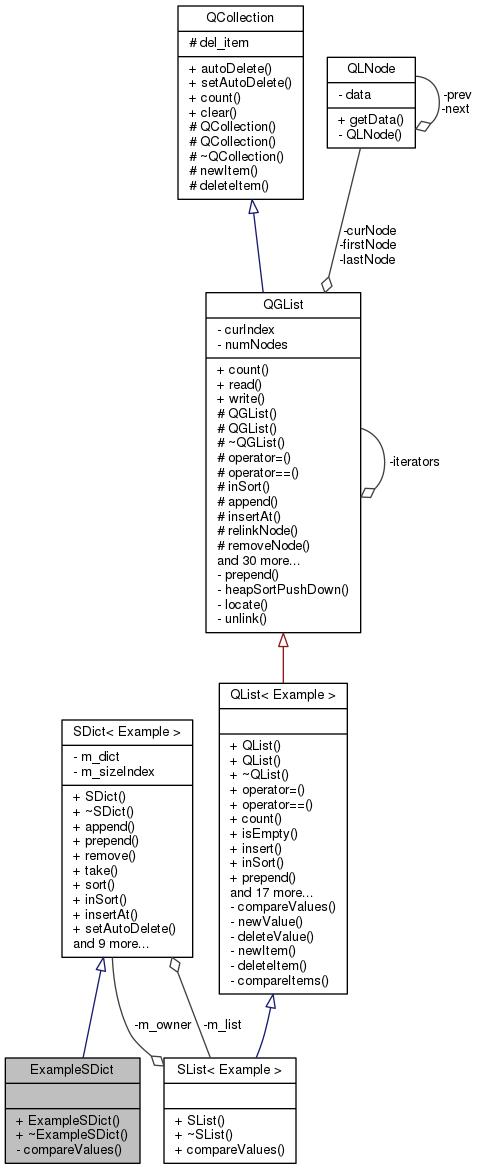 QCollection
# del_item
+ autoDelete()
+ setAutoDelete()
+ count()
+ clear()
# QCollection()
# QCollection()
# ~QCollection()
# newItem()
# deleteItem()
QLNode
- data
+ getData()
- QLNode()
-prev
-next
-curNode
-firstNode
-lastNode
QGList
- curIndex
- numNodes
+ count()
+ read()
+ write()
# QGList()
# QGList()
# ~QGList()
# operator=()
# operator==()
# inSort()
# append()
# insertAt()
# relinkNode()
# removeNode()
and 30 more...
- prepend()
- heapSortPushDown()
- locate()
- unlink()
-iterators
QList< Example >
+ QList()
+ QList()
+ ~QList()
+ operator=()
+ operator==()
+ count()
+ isEmpty()
+ insert()
+ inSort()
+ prepend()
and 17 more...
- compareValues()
- newValue()
- deleteValue()
- newItem()
- deleteItem()
- compareItems()
SDict< Example >
- m_dict
- m_sizeIndex
+ SDict()
+ ~SDict()
+ append()
+ prepend()
+ remove()
+ take()
+ sort()
+ inSort()
+ insertAt()
+ setAutoDelete()
and 9 more...
-m_owner
-m_list
ExampleSDict
+ ExampleSDict()
+ ~ExampleSDict()
- compareValues()
SList< Example >
+ SList()
+ ~SList()
+ compareValues()